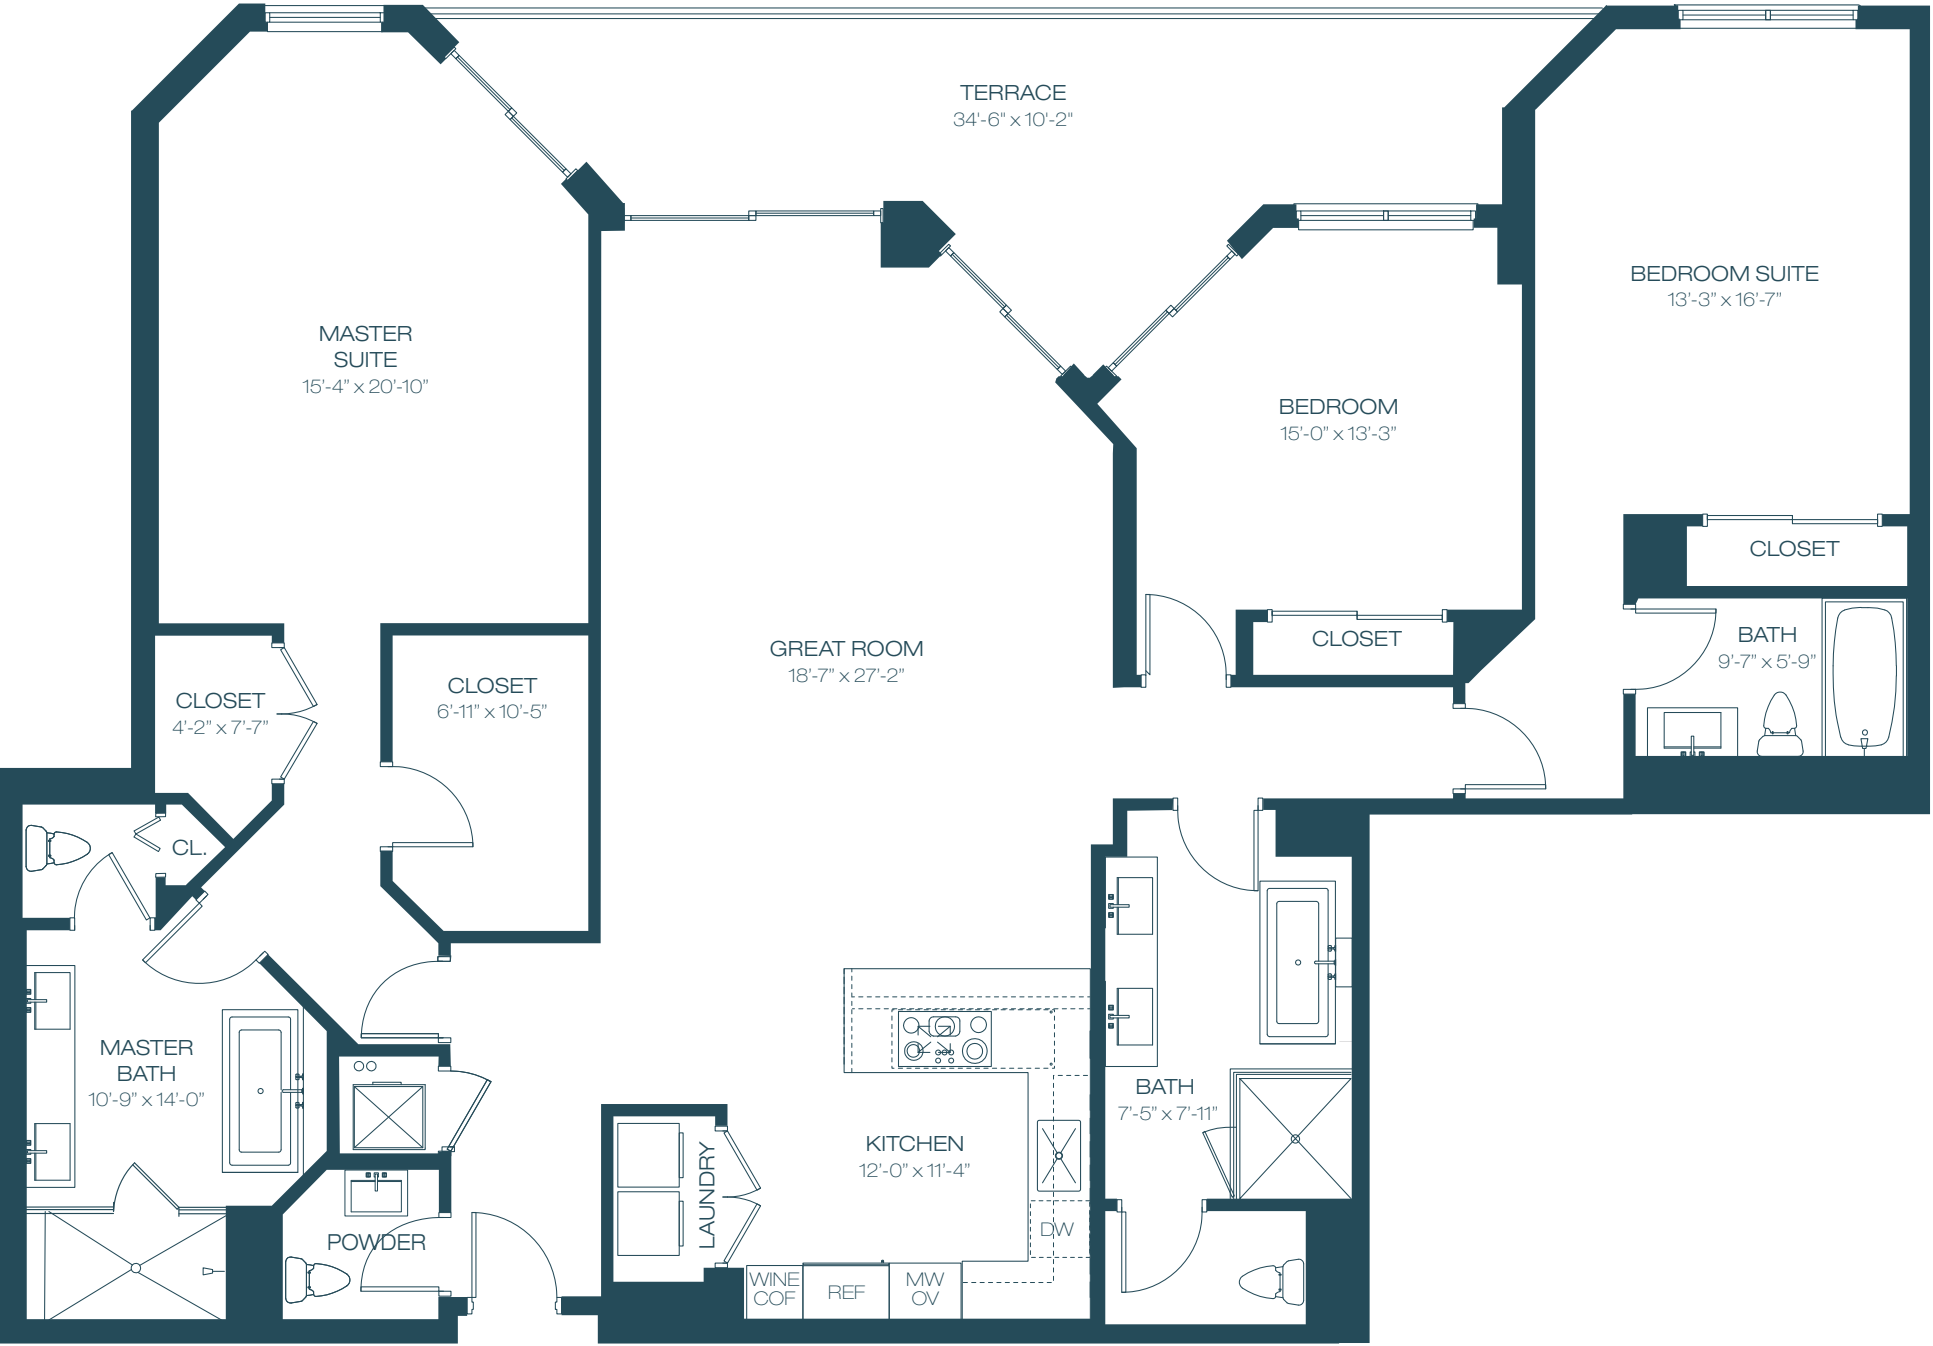 TERRACE
34'-6" x 10'-2"
BEDROOM SUITE
13'-3" x 16'-7"
MASTER
SUITE
15'-4" x 20'-10"
BEDROOM
15'-0" x 13'-3"
CLOSET
CLOSET
BATH
9'-7" x 5'-9"
GREAT ROOM
18'-7" x 27'-2"
CLOSET
6'-11" x 10'-5"
CLOSET
4'-2" x 7'-7"
CL.
MASTER
BATH
10'-9" x 14'-0"
BATH
7'-5" x 7'-11"
KITCHEN
12'-0" x 11'-4"
LAUNDRY
DW
POWDER
WINE
COF
REF
MW
OV